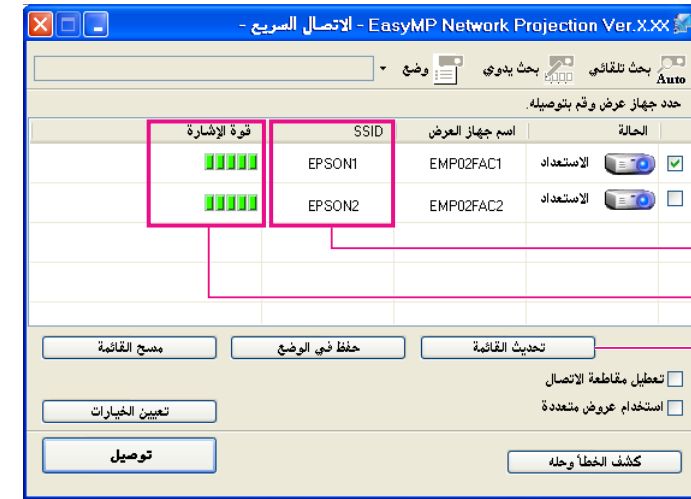 EasyMP Network Projection Ver.X.XX - الاتصال السريع -
Auto بحث تلقائي بحث يدوي وضع
حدد جهاز عرض وقم بتوصيله.
الحالة اسم جهاز العرض SSID قوة الإشارة
الاستعداد EMP02FAC1 EPSON1
الاستعداد EMP02FAC2 EPSON2
تحديث القائمة حفظ في الوضع مسح القائمة
تعطيل مقاطعة الاتصال
استخدام عروض متعددة تعيين الخيارات
كشف الخطأ وحله توصيل